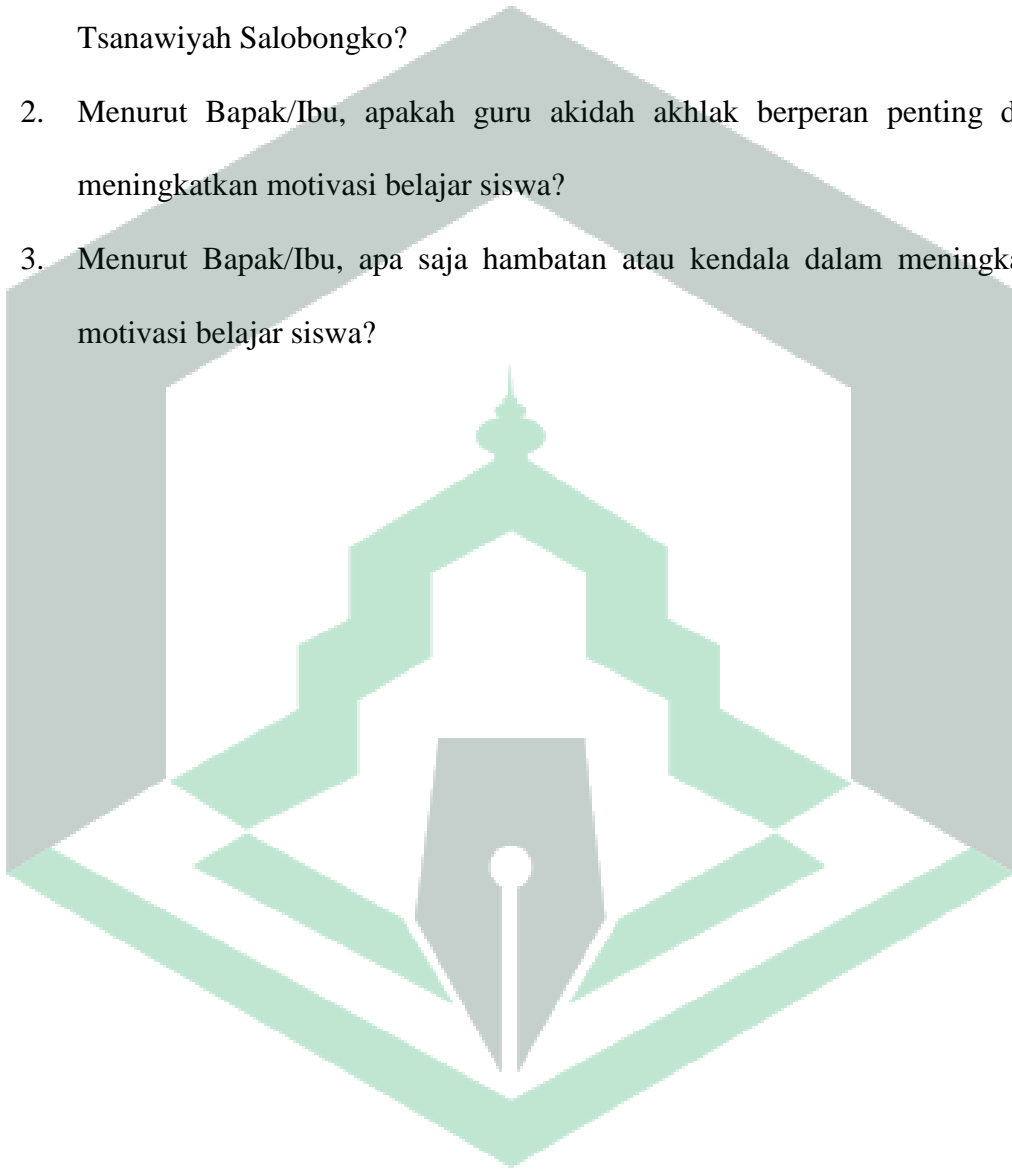 Tsanawiyah Salobongko?
2. Menurut Bapak/Ibu, apakah guru akidah akhlak berperan penting
meningkatkan motivasi belajar siswa?
3. Menurut Bapak/Ibu, apa saja hambatan atau kendala dalam
motivasi belajar siswa?